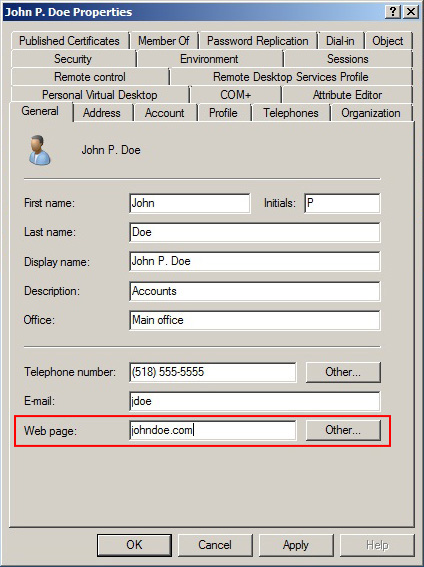 John P. Doe Properties
Published Certificates Member Of Password Replication Dial-in Object
Security Environment Sessions
Remote control Remote Desktop Services Profile
Personal Virtual Desktop COM+ Attribute Editor
General Address Account Profile Telephones Organization
John P. Doe
First name: John Initials: P
Last name: Doe
Display name: John P. Doe
Description: Accounts
Office: Main office
Telephone number: (518) 555-5555 Other...
E-mail: jdoe
Web page: johndoe.com Other...
OK Cancel Apply Help